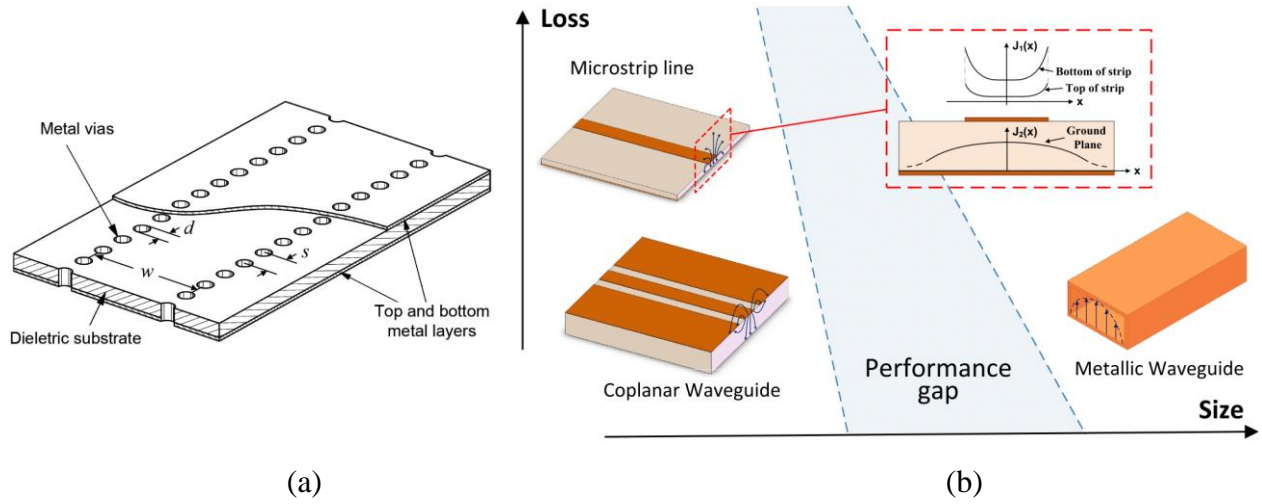 Metal vias
d
w
s
Dieletric substrate
Top and bottom
metal layers
(a)
Loss
Microstrip line
J₁(x)
Bottom of strip
Top of strip
x
J₂(x)
Ground
Plane
x
Coplanar Waveguide
Performance
gap
Metallic Waveguide
Size
(b)